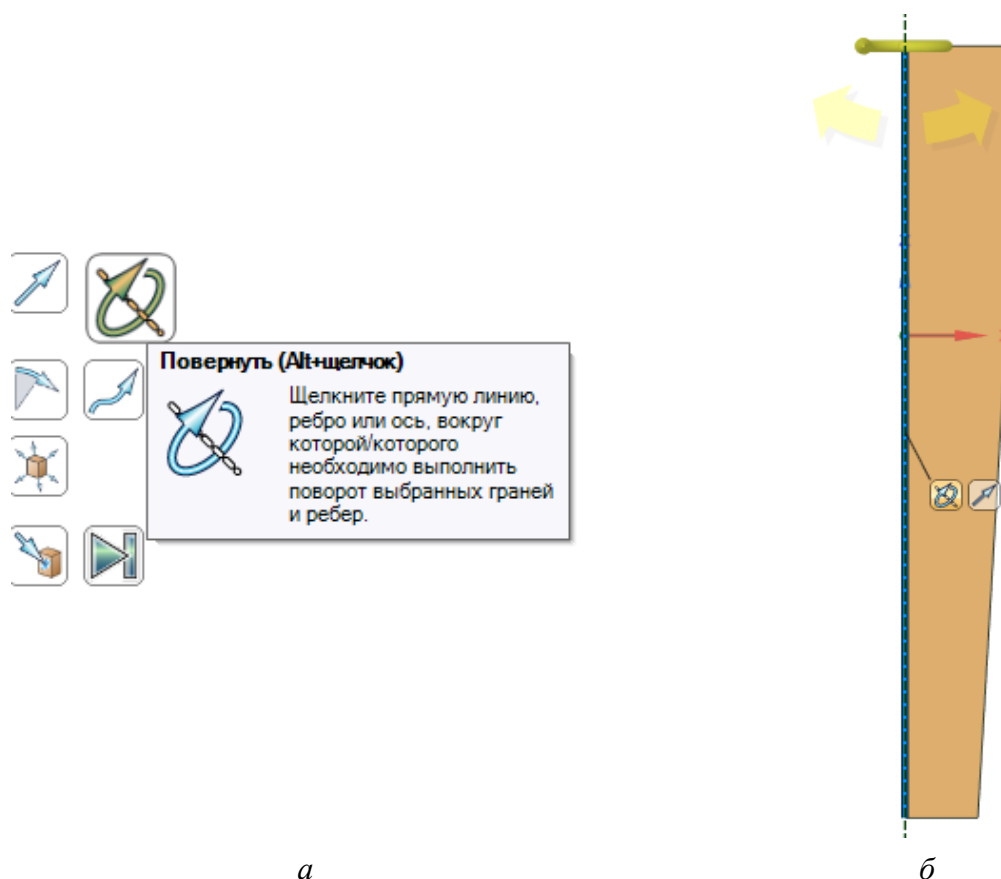 Повернуть (Alt+щелчок)
Щелкните прямую линию,
ребро или ось, вокруг
которой/которого
необходимо выполнить
поворот выбранных граней
и ребер.
а
б